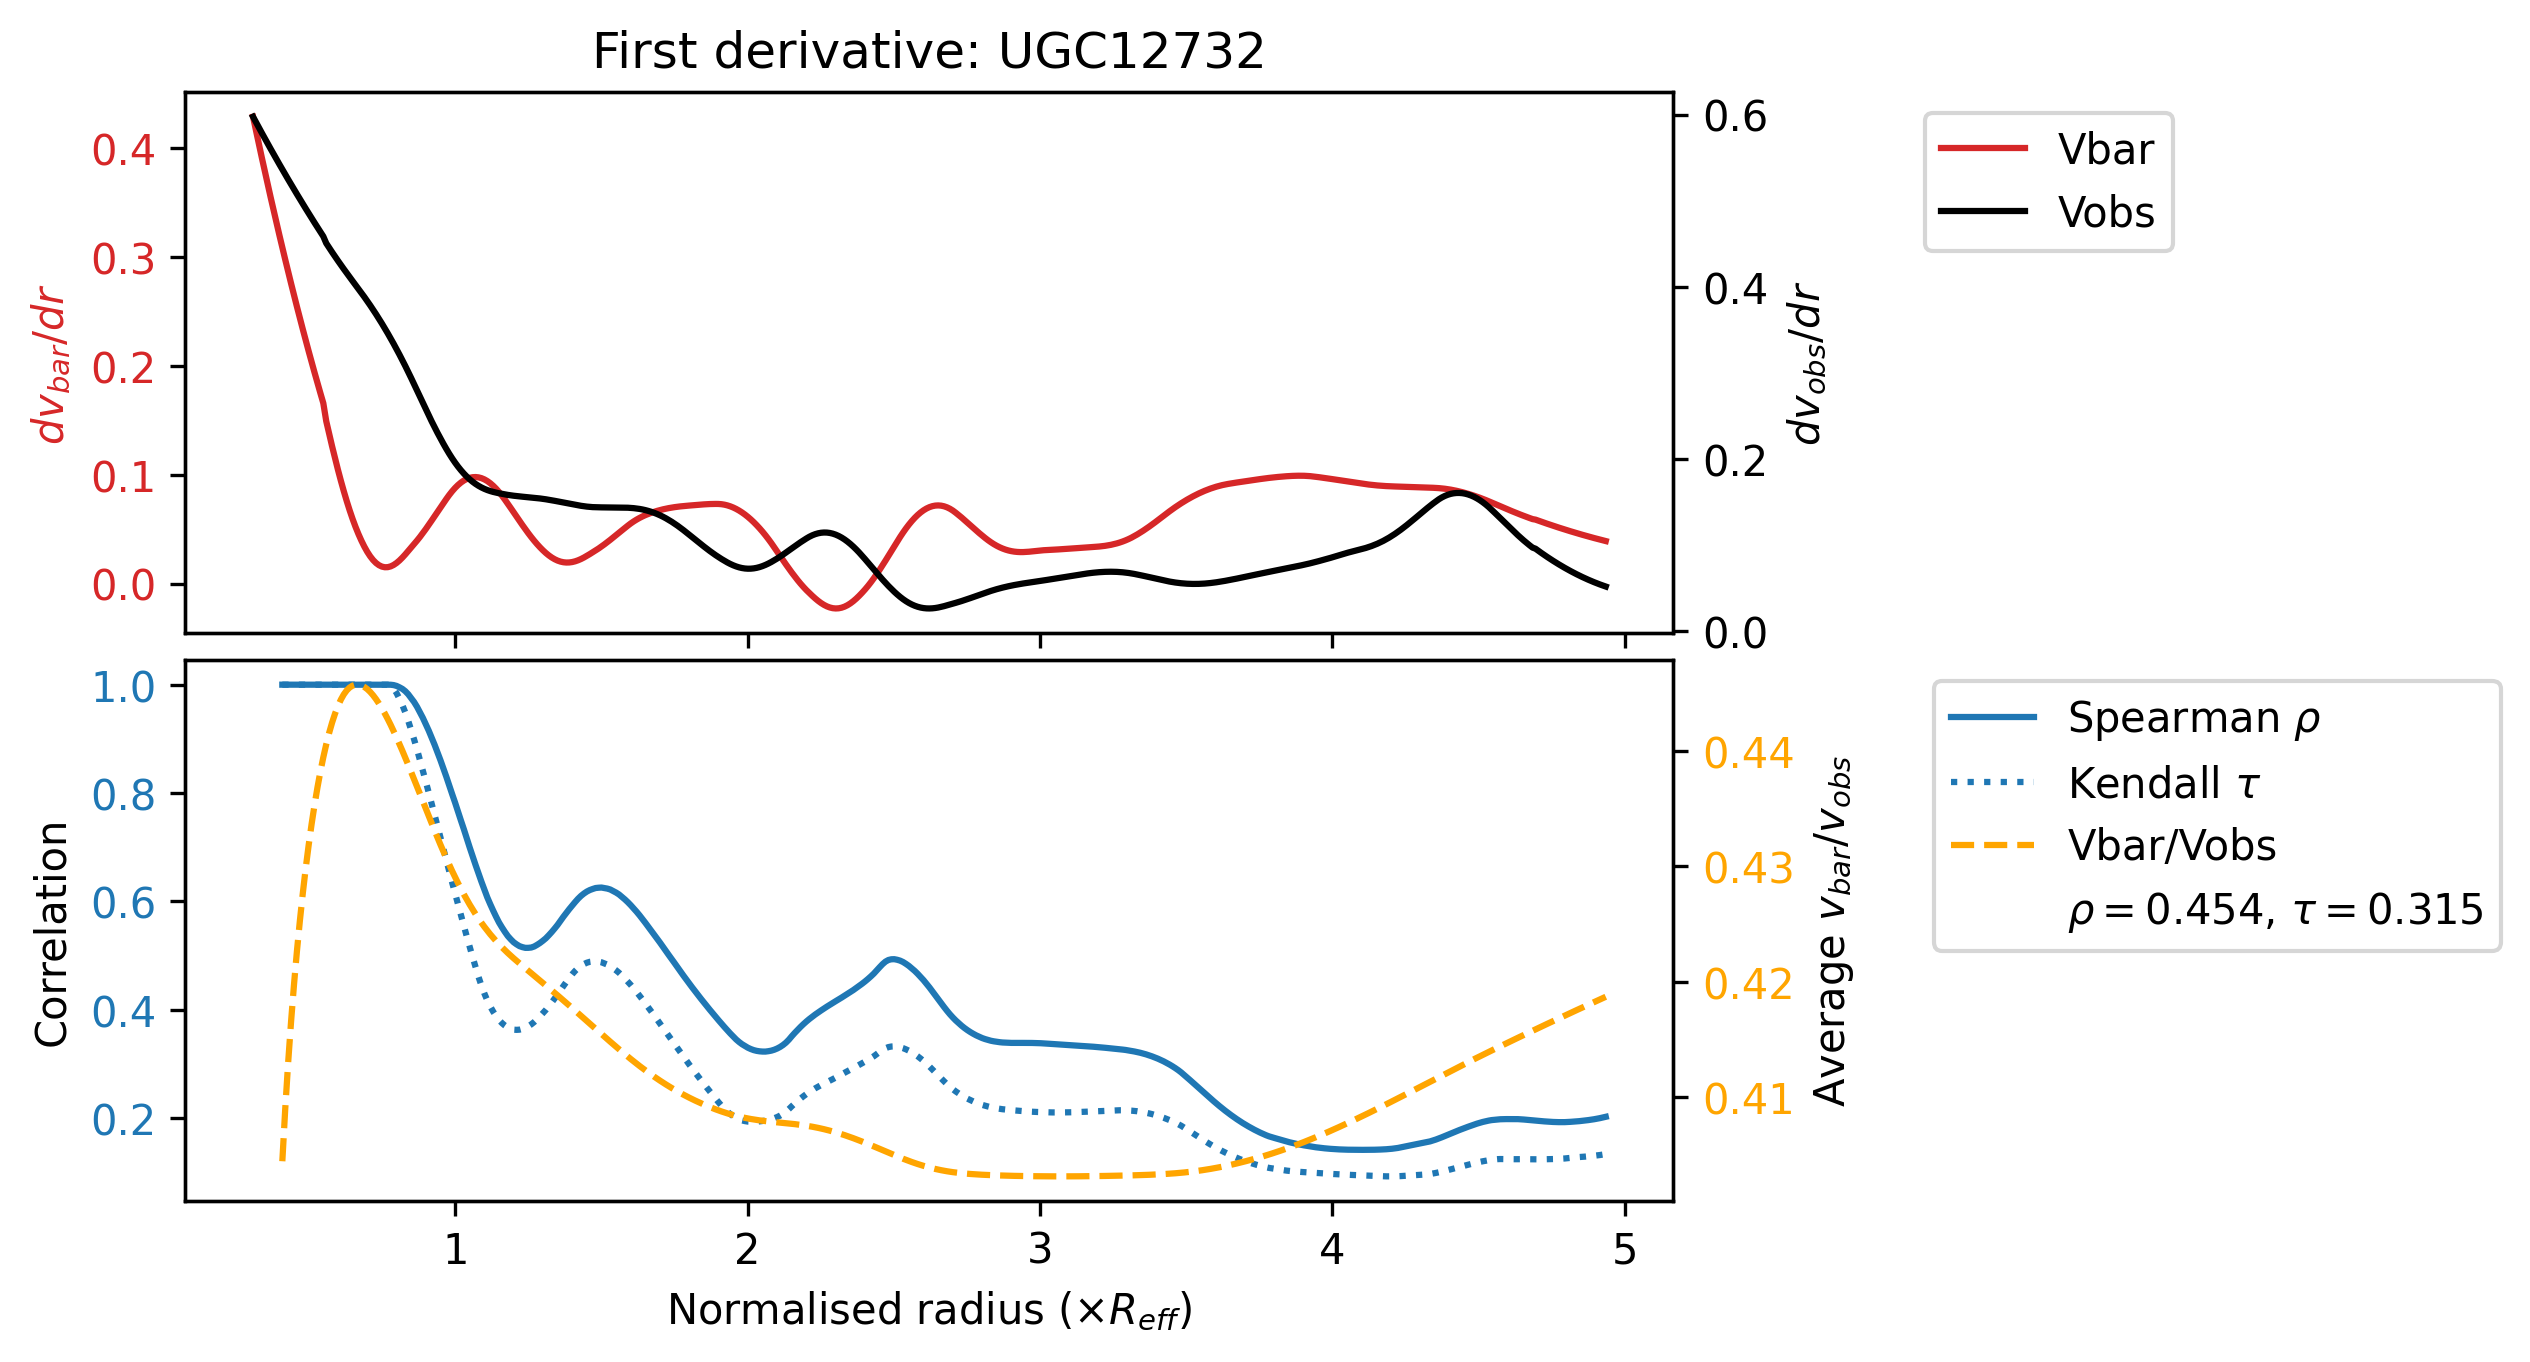 First derivative: UGC12732
0.4
0.3
0.2
0.1
0.0
dv_bar/dr
0.6
0.4
0.2
0.0
dv_obs/dr
Vbar
Vobs
1.0
0.8
0.6
0.4
0.2
Correlation
0.44
0.43
0.42
0.41
Average v_bar/v_obs
Spearman ρ
Kendall τ
Vbar/Vobs
ρ = 0.454, τ = 0.315
1 2 3 4 5
Normalised radius (×R_eff)